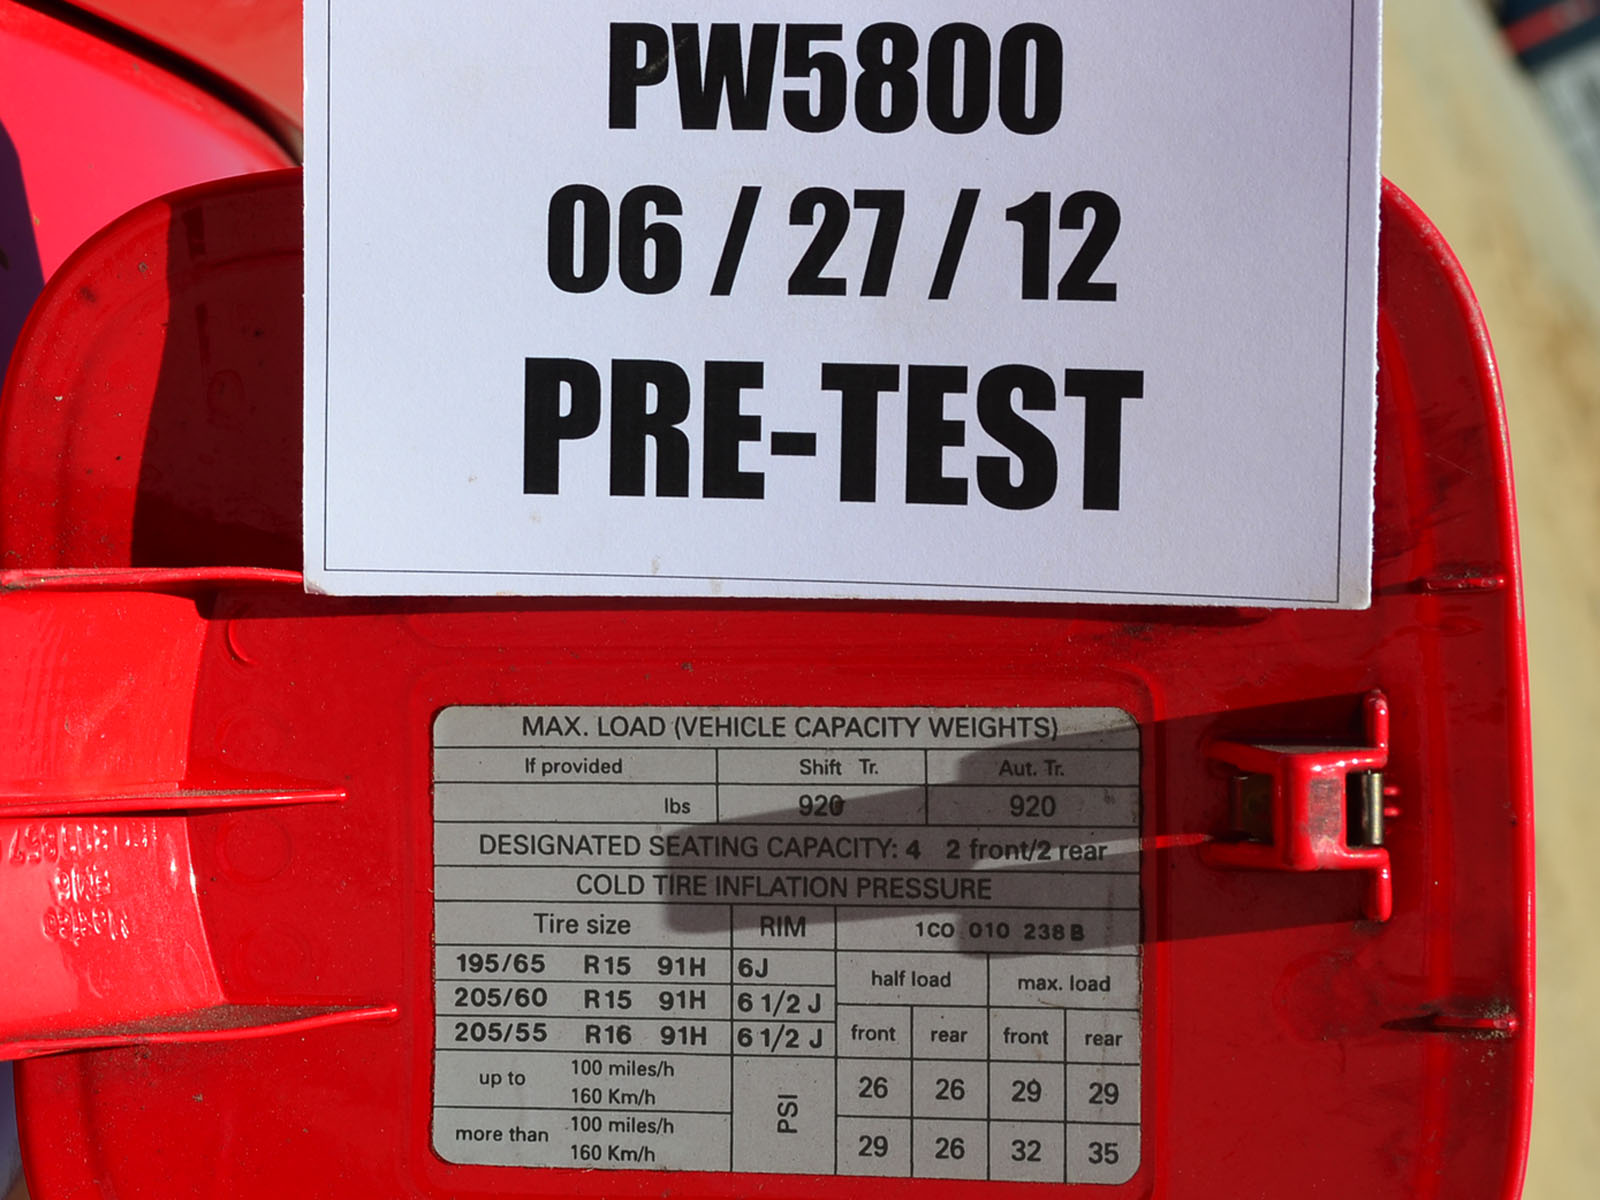 PW5800
06 / 27 / 12
PRE-TEST
MAX. LOAD (VEHICLE CAPACITY WEIGHTS)
If provided Shift Tr. Aut. Tr.
lbs 920 920
DESIGNATED SEATING CAPACITY: 4 2 front/2 rear
COLD TIRE INFLATION PRESSURE
Tire size RIM 1C0 010 238 B
195/65 R15 91H 6J half load max. load
205/60 R15 91H 6 1/2 J
205/55 R16 91H 6 1/2 J front rear front rear
up to 100 miles/h
160 Km/h
PSI
26 26 29 29
more than 100 miles/h
160 Km/h
29 26 32 35